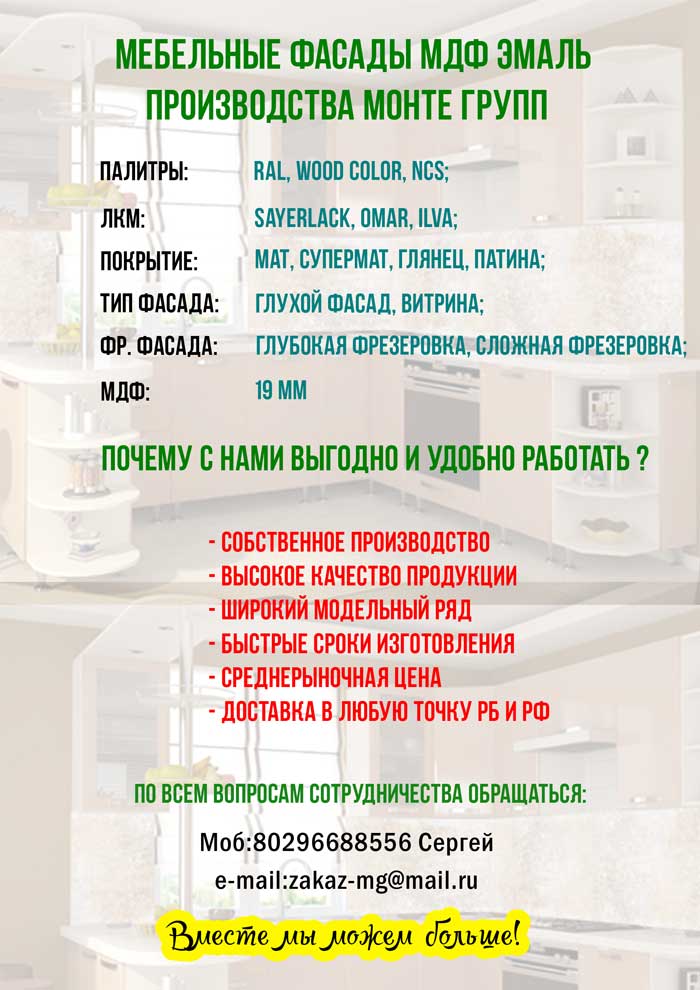 МЕБЕЛЬНЫЕ ФАСАДЫ МДФ ЭМАЛЬ
ПРОИЗВОДСТВА МОНТЕ ГРУПП
ПАЛИТРЫ: RAL, WOOD COLOR, NCS;
ЛКМ: SAYERLACK, OMAR, ILVA;
ПОКРЫТИЕ: МАТ, СУПЕРМАТ, ГЛЯНЕЦ, ПАТИНА;
ТИП ФАСАДА: ГЛУХОЙ ФАСАД, ВИТРИНА;
ФР. ФАСАДА: ГЛУБОКАЯ ФРЕЗЕРОВКА, СЛОЖНАЯ ФРЕЗЕРОВКА;
МДФ: 19 ММ
ПОЧЕМУ С НАМИ ВЫГОДНО И УДОБНО РАБОТАТЬ ?
- СОБСТВЕННОЕ ПРОИЗВОДСТВО
- ВЫСОКОЕ КАЧЕСТВО ПРОДУКЦИИ
- ШИРОКИЙ МОДЕЛЬНЫЙ РЯД
- БЫСТРЫЕ СРОКИ ИЗГОТОВЛЕНИЯ
- СРЕДНЕРЫНОЧНАЯ ЦЕНА
- ДОСТАВКА В ЛЮБУЮ ТОЧКУ РБ И РФ
ПО ВСЕМ ВОПРОСАМ СОТРУДНИЧЕСТВА ОБРАЩАТЬСЯ:
Моб:80296688556 Сергей
e-mail:zakaz-mg@mail.ru
Вместе мы можем больше!